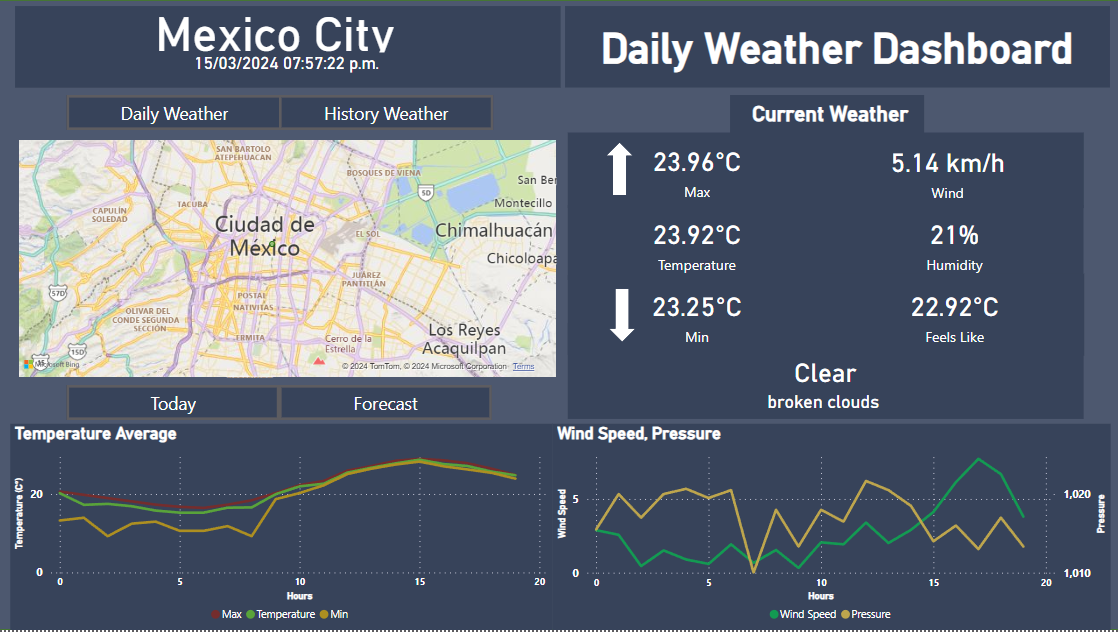 Mexico City
15/03/2024 07:57:22 p.m.
Daily Weather Dashboard
Daily Weather
History Weather
Current Weather
SAN BARTOLO
ATEPEHUACAN
BOSQUES DE VIENA
5D
San Ber
Montecillo
TACUBA
CAPULÍN
SOLEDAD
Ciudad de
México
EL SOL
Chimalhuacán
Chicoloapa
JUÁREZ
PANTITLÁN
57D
POSTAL
NATIVITAS
OLIVAR DEL
CONDE SEGUNDA
SECCIÓN
ERMITA
15D
Cerro de la
Estrella
Los Reyes
Acaquilpan
Microsoft Bing
© 2024 TomTom, © 2024 Microsoft Corporation Terms
23.96°C
Max
5.14 km/h
Wind
23.92°C
Temperature
21%
Humidity
23.25°C
Min
22.92°C
Feels Like
Clear
broken clouds
Today
Forecast
Temperature Average
Temperature (C°)
20
0
0 5 10 15 20
Hours
Max Temperature Min
Wind Speed, Pressure
Wind Speed
5
0
1,020
1,010
Pressure
0 5 10 15 20
Hours
Wind Speed Pressure